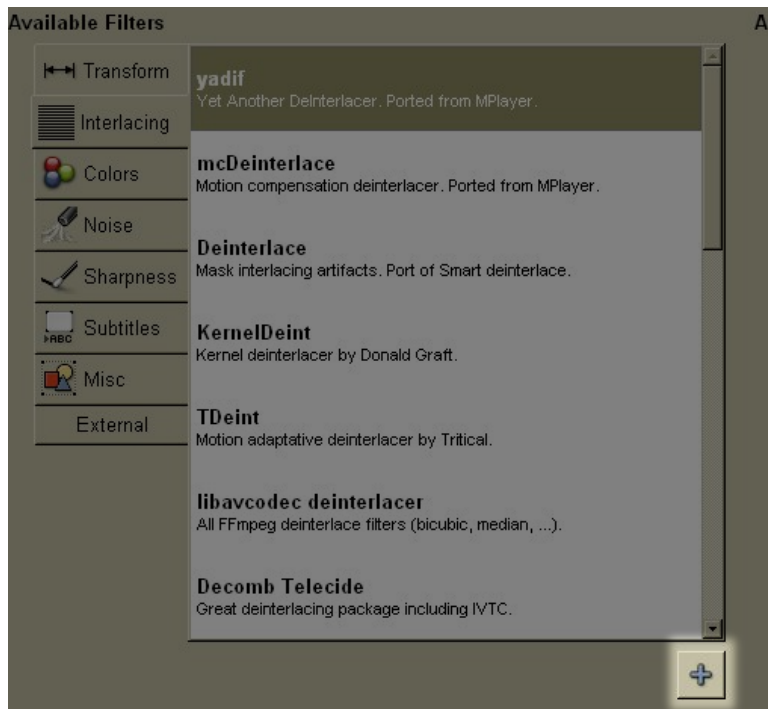 Available Filters
A
Transform
Interlacing
Colors
Noise
Sharpness
ABC
Subtitles
Misc
External
yadif
Yet Another DeInterlacer. Ported from MPlayer.
mcDeinterlace
Motion compensation deinterlacer. Ported from MPlayer.
Deinterlace
Mask interlacing artifacts. Port of Smart deinterlace.
KernelDeint
Kernel deinterlacer by Donald Graft.
TDeint
Motion adaptative deinterlacer by Tritical.
libavcodec deinterlacer
All FFmpeg deinterlace filters (bicubic, median, ...).
Decomb Telecide
Great deinterlacing package including IVTC.